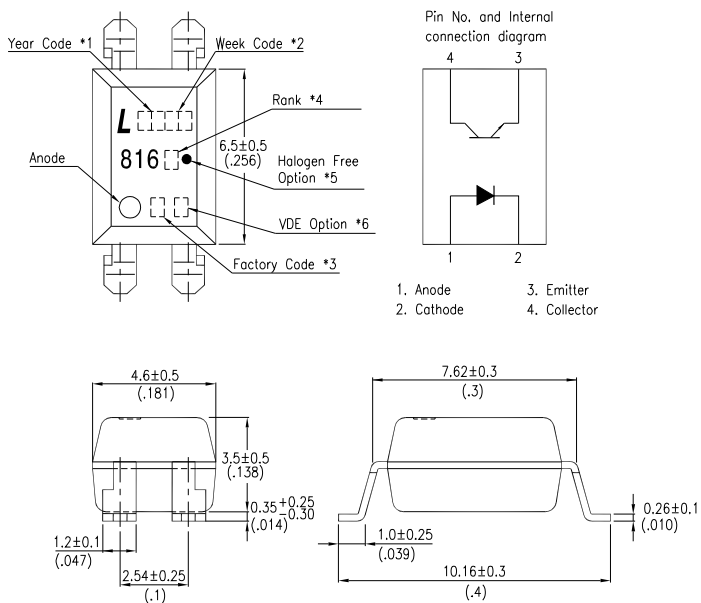 Pin No. and Internal
connection diagram
Year Code *1
Week Code *2
4 3
L
Rank *4
816
6.5±0.5
(.256)
Halogen Free
Option *5
Anode
VDE Option *6
Factory Code *3
1 2
1. Anode
2. Cathode
3. Emitter
4. Collector
4.6±0.5
(.181)
3.5±0.5
(.138)
0.35+0.25
-0.30
(.014)
1.2±0.1
(.047)
2.54±0.25
(.1)
7.62±0.3
(.3)
0.26±0.1
(.010)
1.0±0.25
(.039)
10.16±0.3
(.4)